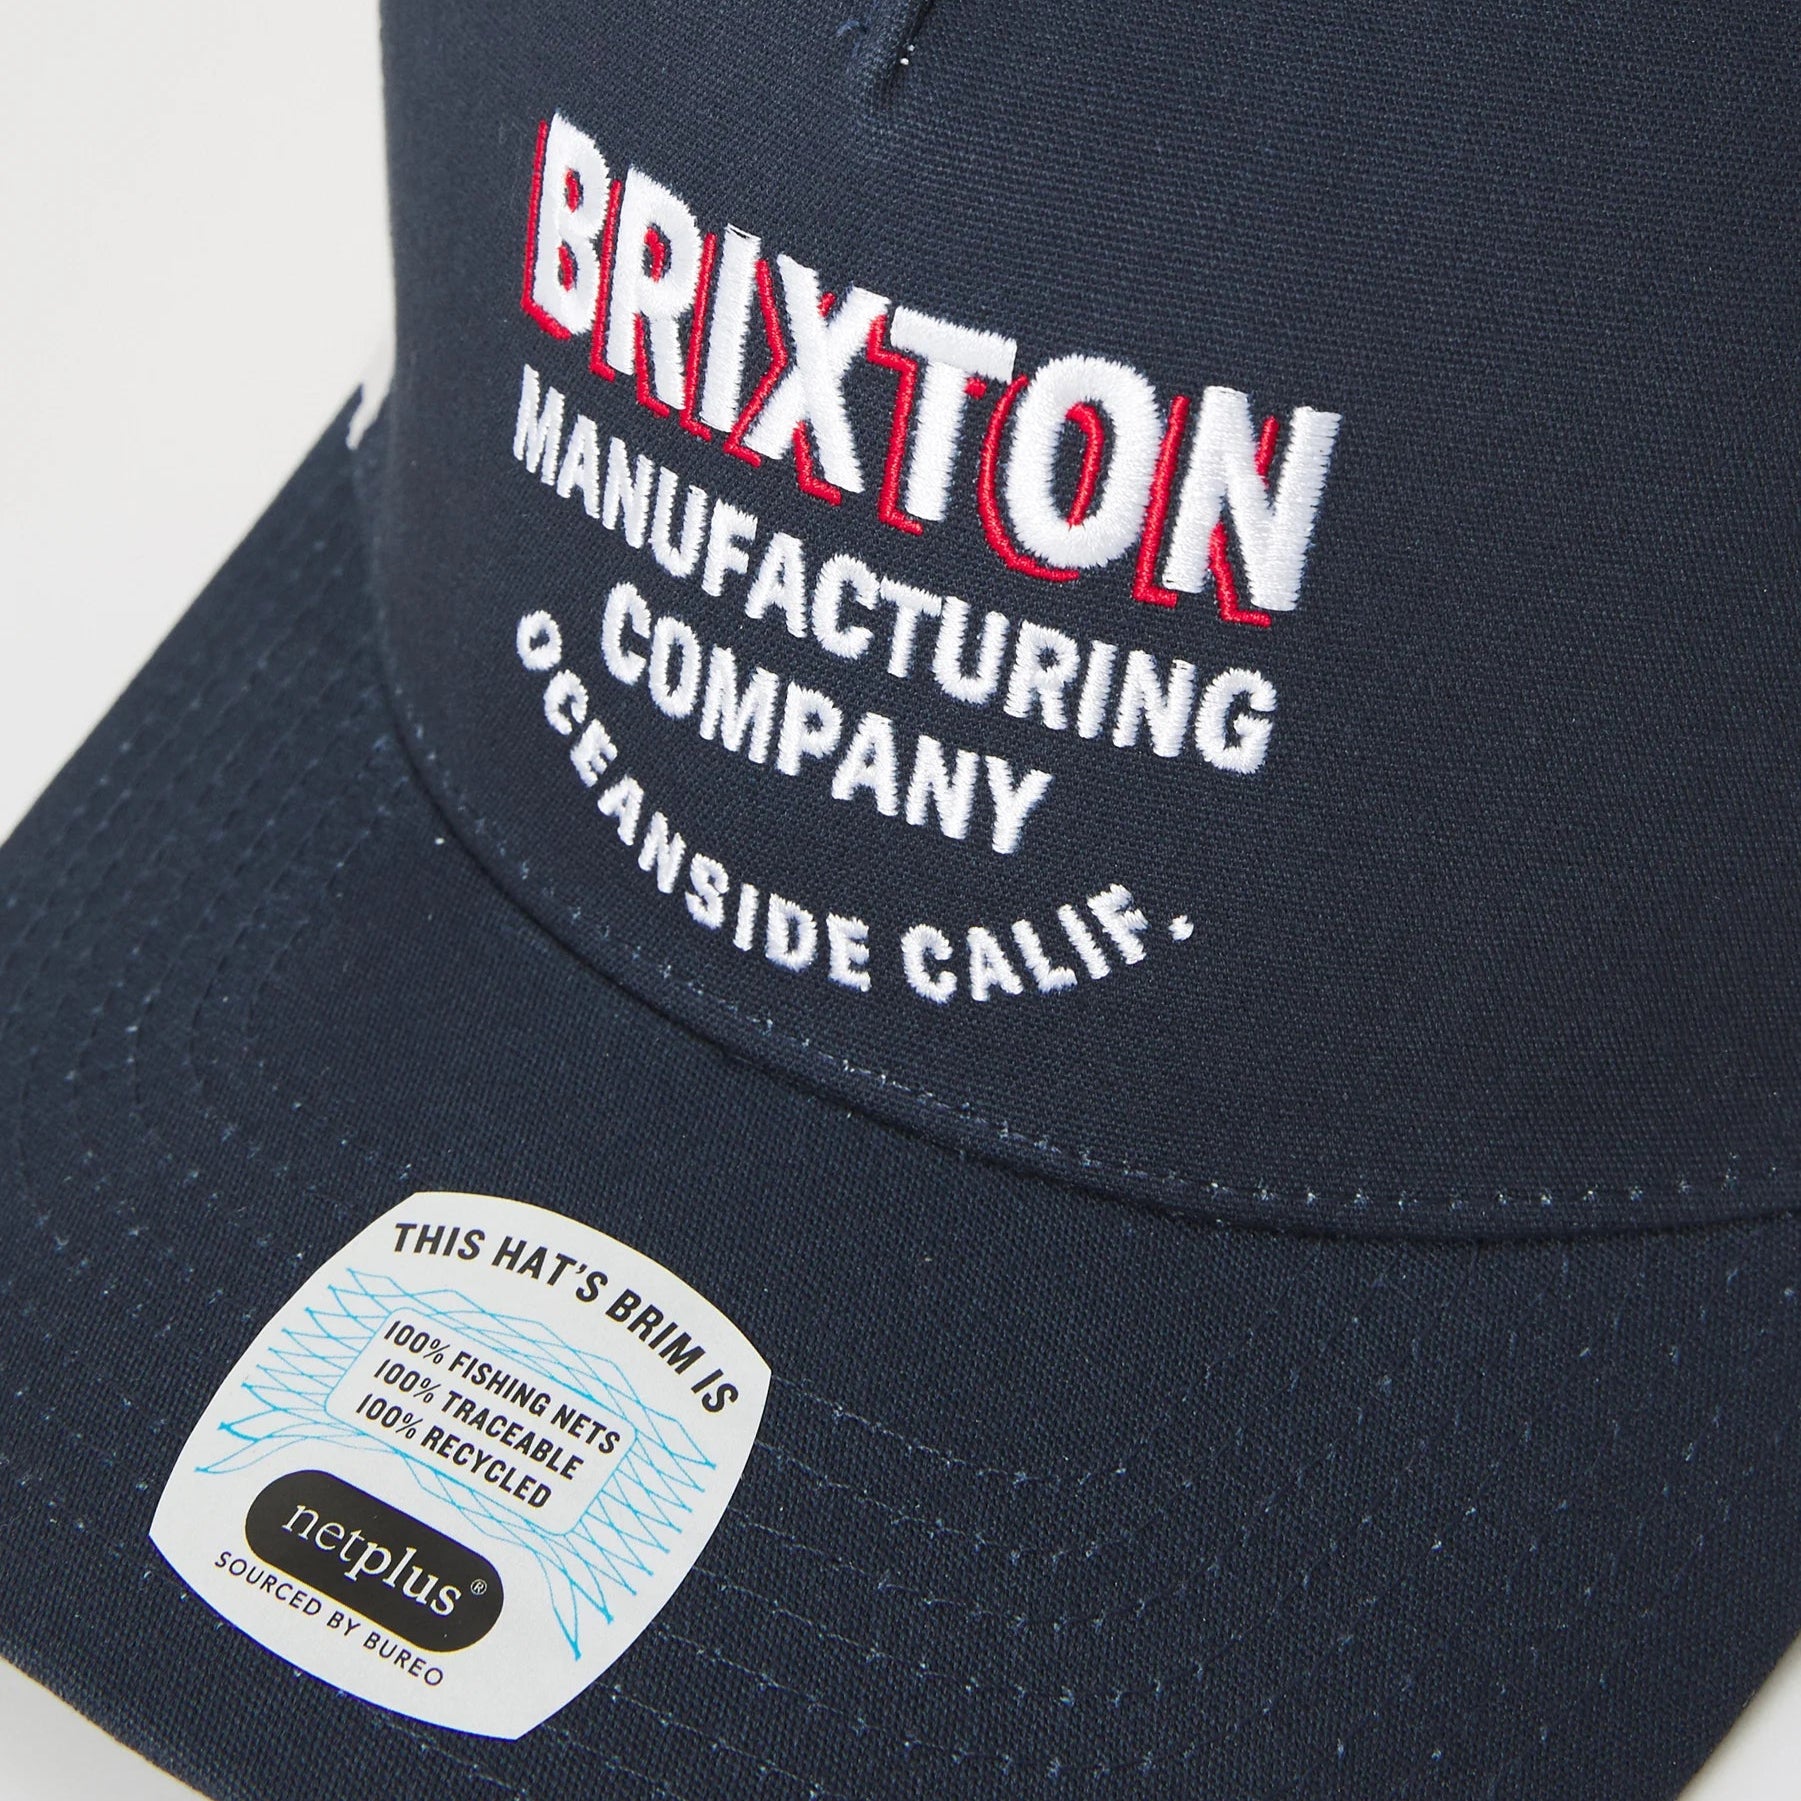 BRIXTON
MANUFACTURING
COMPANY
OCEANSIDE CALIF.
THIS HAT'S BRIM IS
100% FISHING NETS
100% TRACEABLE
100% RECYCLED
netplus®
SOURCED BY BUREO